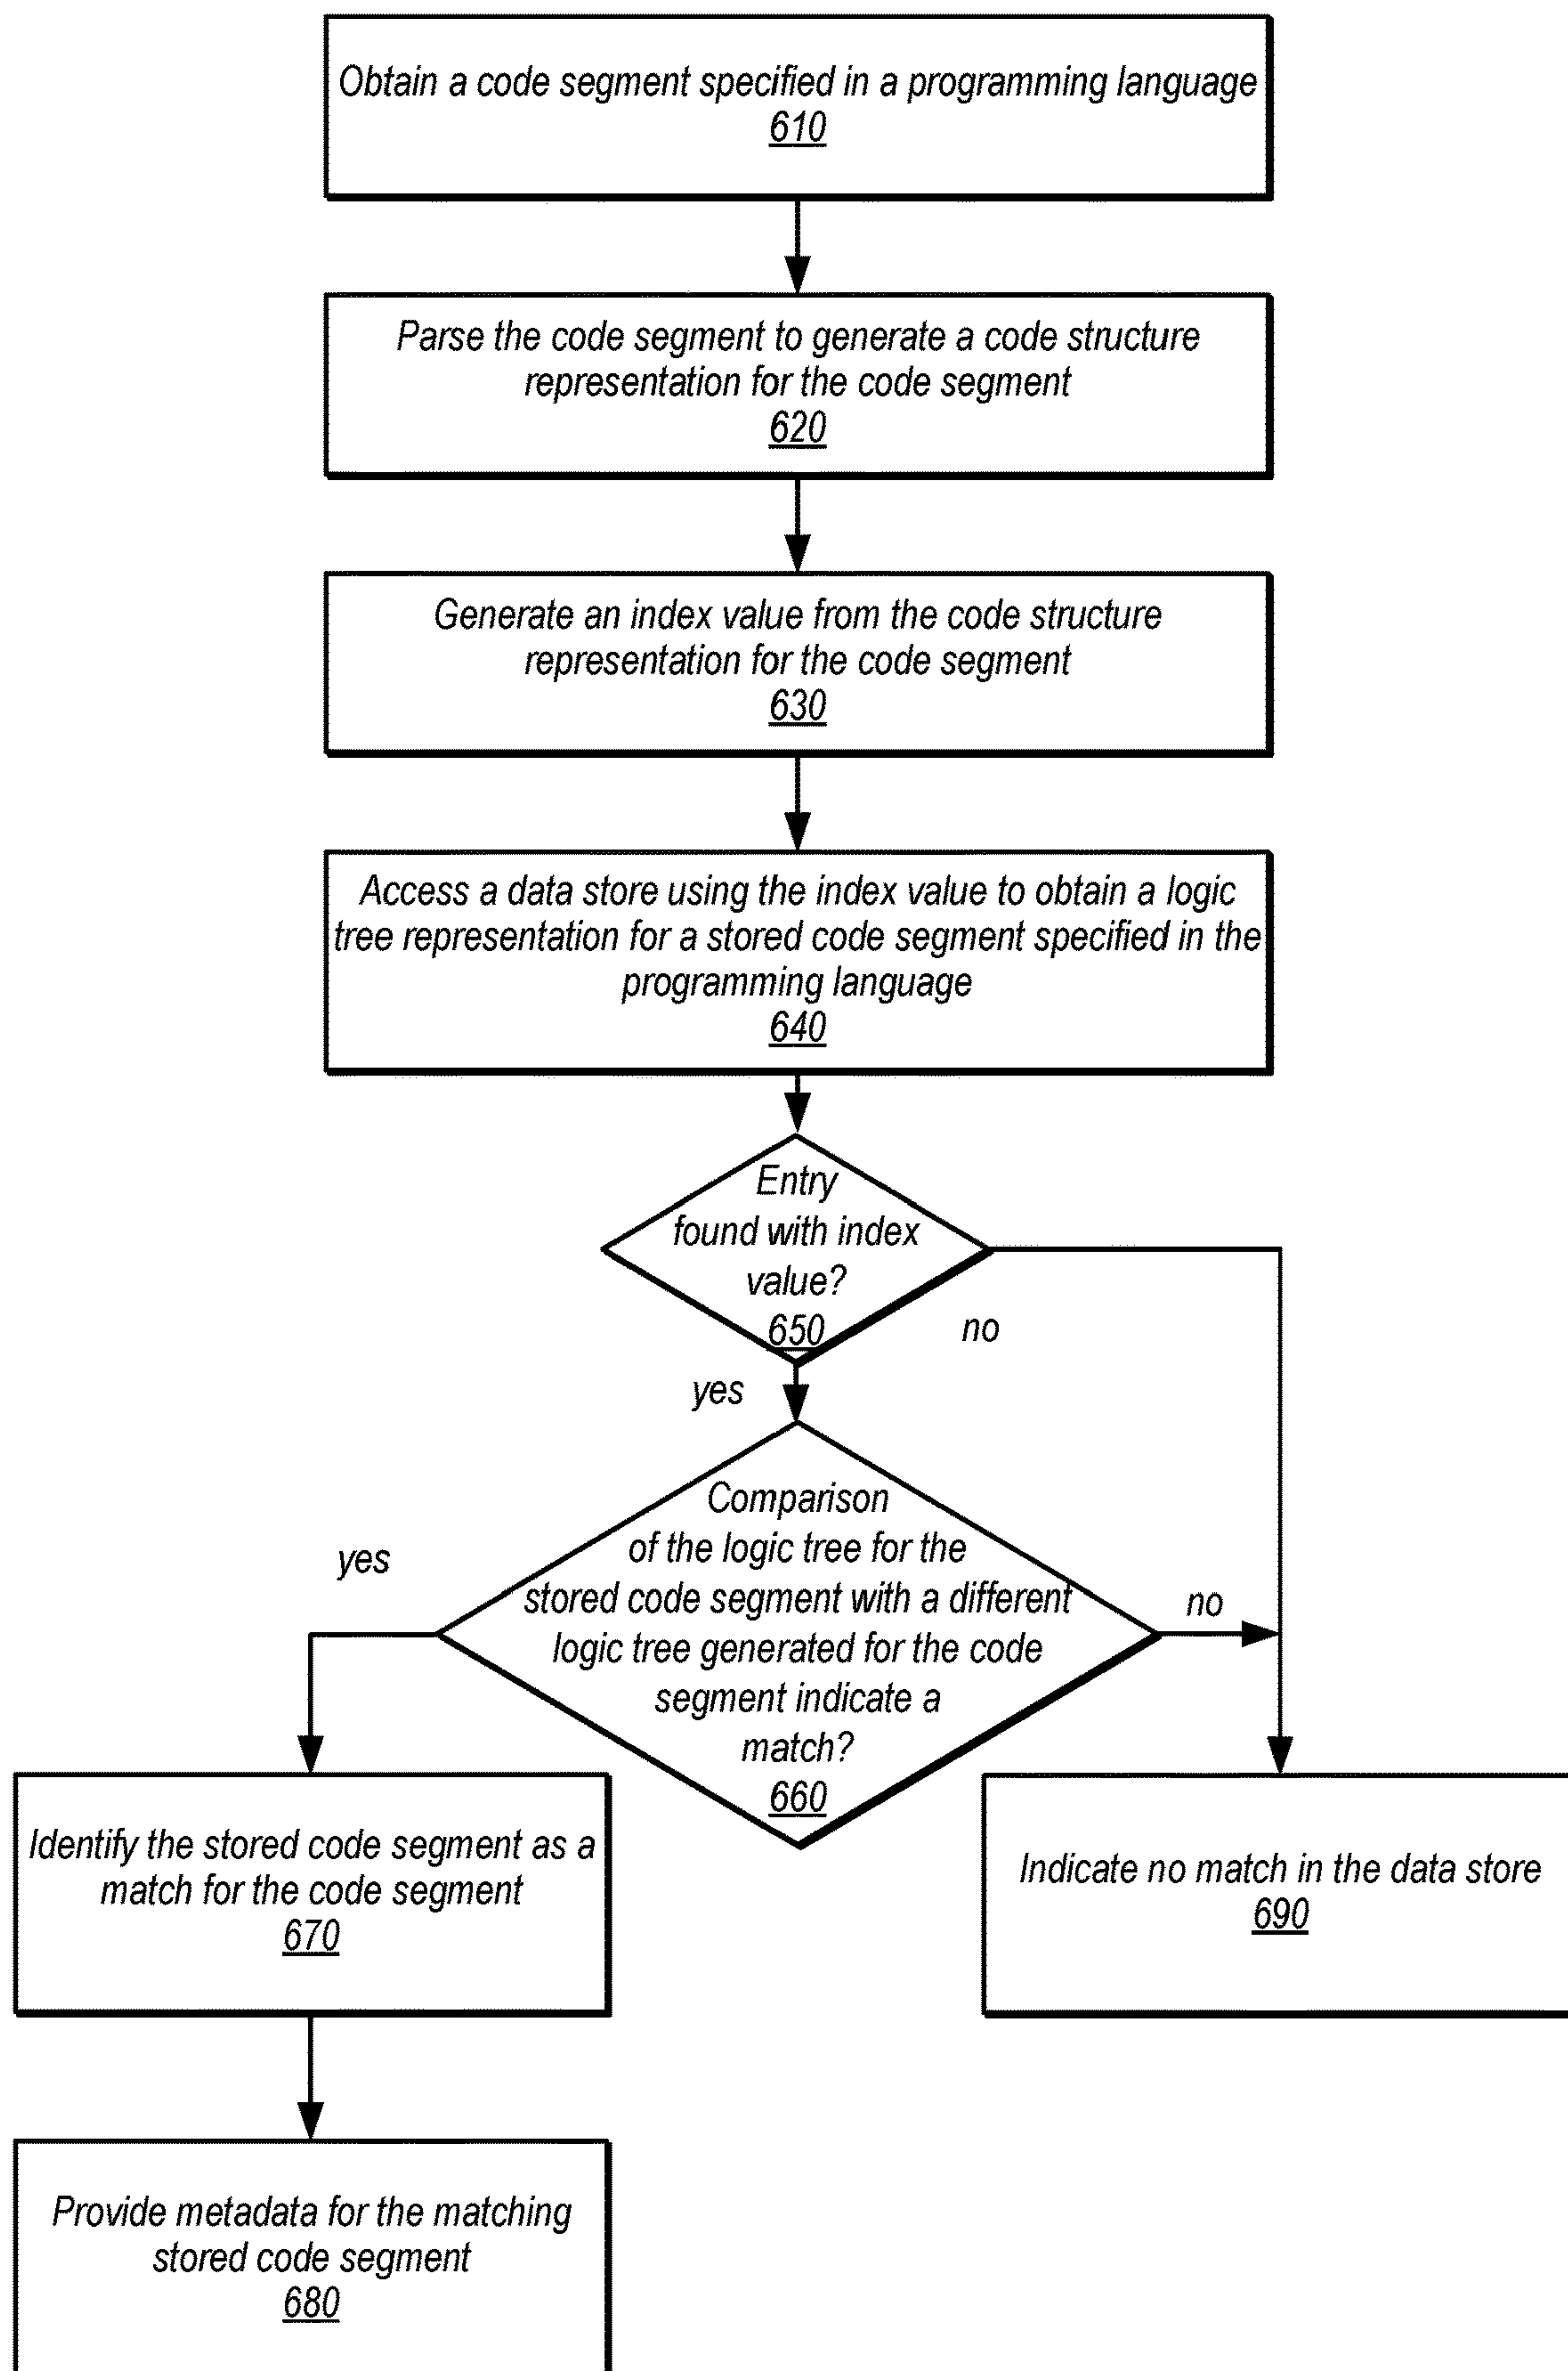 Obtain a code segment specified in a programming language
610
Parse the code segment to generate a code structure
representation for the code segment
620
Generate an index value from the code structure
representation for the code segment
630
Access a data store using the index value to obtain a logic
tree representation for a stored code segment specified in the
programming language
640
Entry
found with index
value?
650
no
yes
Comparison
of the logic tree for the
stored code segment with a different
logic tree generated for the code
segment indicate a
match?
660
yes
no
Identify the stored code segment as a
match for the code segment
670
Indicate no match in the data store
690
Provide metadata for the matching
stored code segment
680